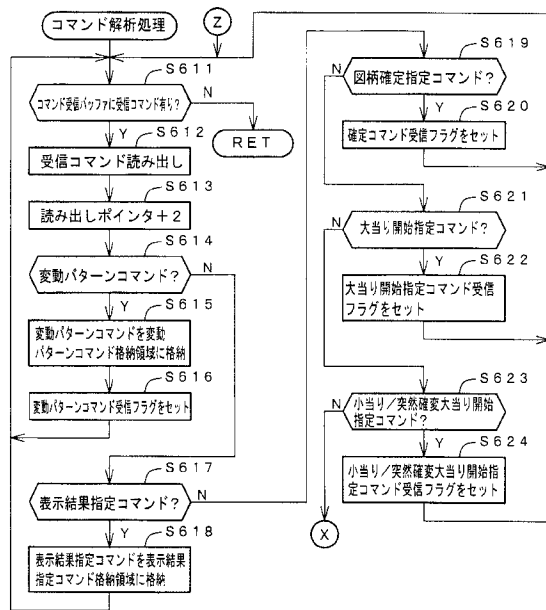 コマンド解析処理
Z
S611
コマンド受信バッファに受信コマンド有り?
N
Y
RET
S612
受信コマンド読み出し
S613
読み出しポインタ+2
S614
変動パターンコマンド?
N
Y
S615
変動パターンコマンドを変動
パターンコマンド格納領域に格納
S616
変動パターンコマンド受信フラグをセット
S617
表示結果指定コマンド?
N
Y
S618
表示結果指定コマンドを表示結果
指定コマンド格納領域に格納
S619
N
図柄確定指定コマンド?
Y
S620
確定コマンド受信フラグをセット
S621
N
大当り開始指定コマンド?
Y
S622
大当り開始指定コマンド受信
フラグをセット
S623
N
小当り/突然確変大当り開始
指定コマンド?
Y
S624
小当り/突然確変大当り開始指
定コマンド受信フラグをセット
X